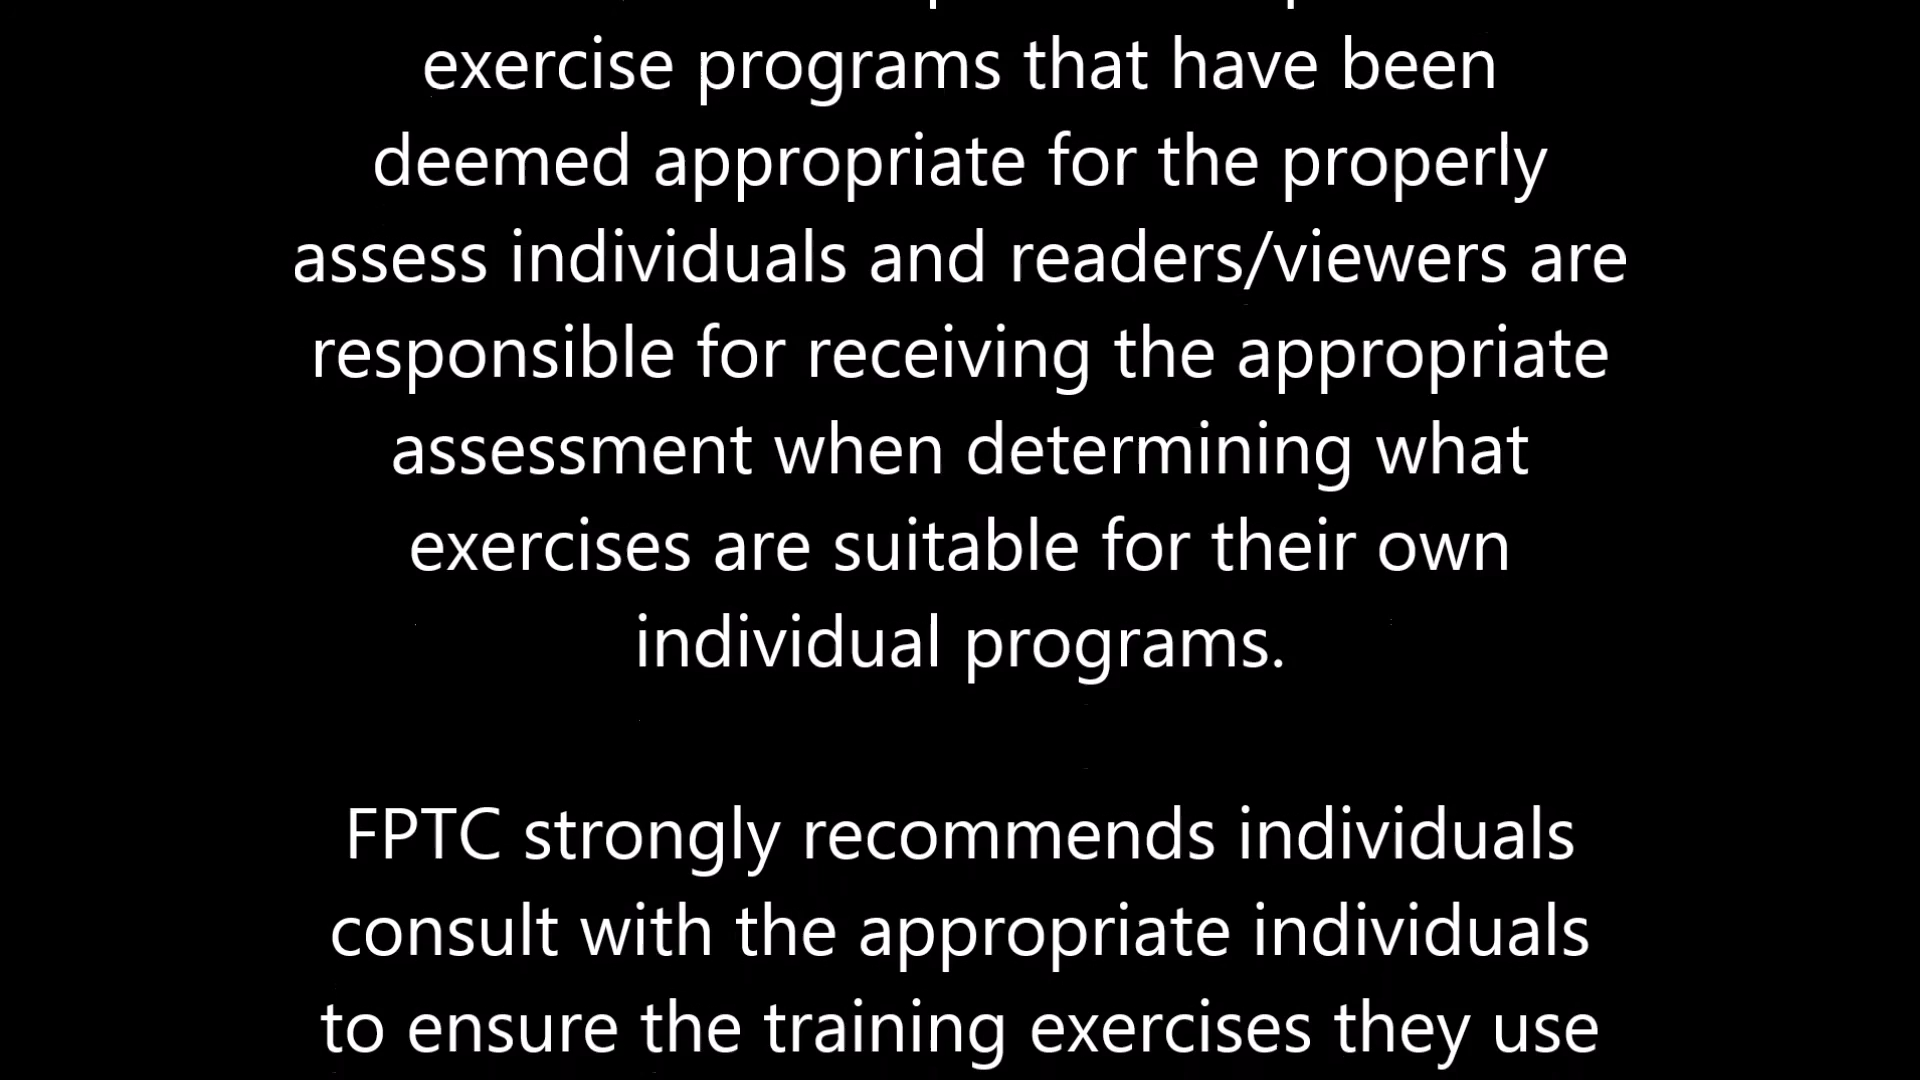 exercise programs that have been
deemed appropriate for the properly
assess individuals and readers/viewers are
responsible for receiving the appropriate
assessment when determining what
exercises are suitable for their own
individual programs.
FPTC strongly recommends individuals
consult with the appropriate individuals
to ensure the training exercises they use